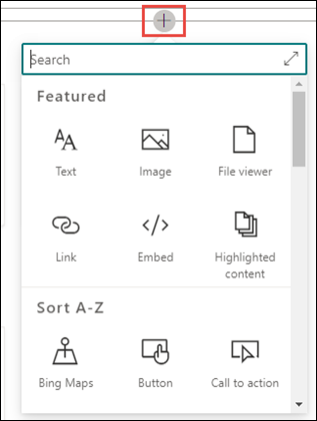 Search
Featured
Text Image File viewer
Link Embed Highlighted
content
Sort A-Z
Bing Maps Button Call to action